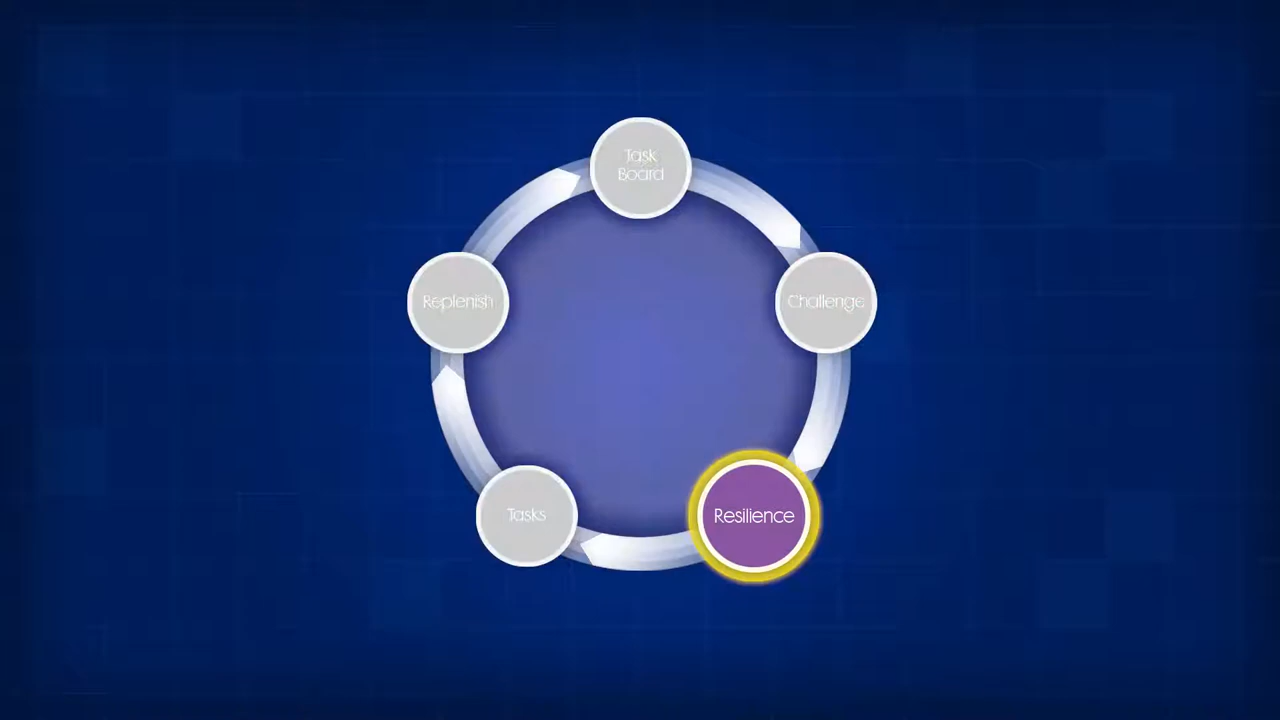 Task
Board
Replenish
Challenge
Tasks
Resilience